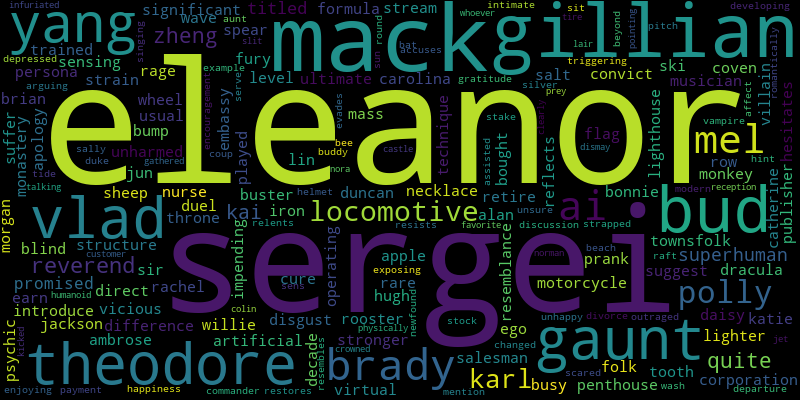 infuriated
significant
titled
aunt
formula
stream
whoever
intimate
sit
tire
developing
yang
mackgillian
wave
zheng
spear
slit
singing
round
beyond
pointing
pitch
depressed
trained
sensing
fury
hat
accuses
lair
triggering
ski
coven
villain
romantically
persona
rage
example
level
ultimate
carolina
gratitude
salt
convict
silver
musician
arguing
strain
serve
prey
affect
eleanor
brian
wheel
embassy
encouragement
evades
mass
technique
bought
clearly
lighthouse
vampire
hesitates
suffer
monastery
apology
usual
bump
played
bee
stake
flag
mel
hint
sally
unharmed
lin
buddy
castle
assisted
dismay
reflects
row
modern
reception
tide
duke
gathered
coup
nora
monkey
talking
jun
sheep
nurse
buster
helmet
duncan
necklace
retire
bonnie
catherine
publisher
morgan
vlad
duel
kai
iron
locomotive
alan
ai
bud
throne
relents
resists
favorite
unsure
discussion
strapped
blind
structure
impending
operating
resemblance
norman
beach
townsfolk
superhuman
customer
reverend
sir
sergei
apple
exposing
prank
raft
suggest
dracula
humanoid
promised
direct
rachel
sens
cure
rare
motorcycle
polly
earn
vicious
hugh
newfound
introduce
colin
stock
unhappy
divorce
outraged
daisy
katie
psychic
jackson
difference
willie
disgust
rooster
physically
ego
changed
gaunt
lighter
jet
kicked
ambrose
artificial
decade
resembles
crowned
stronger
salesman
quite
theodore
brady
karl
busy
folk
scared
tooth
corporation
penthouse
wash
enjoying
payment
happiness
commander
restores
virtual
mention
departure